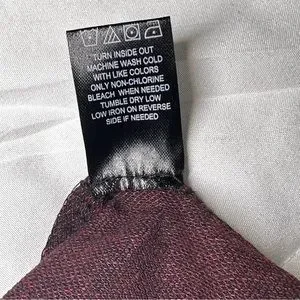 TURN INSIDE OUT
MACHINE WASH COLD
WITH LIKE COLORS
ONLY NON-CHLORINE
BLEACH WHEN NEEDED
TUMBLE DRY LOW
LOW IRON ON REVERSE
SIDE IF NEEDED